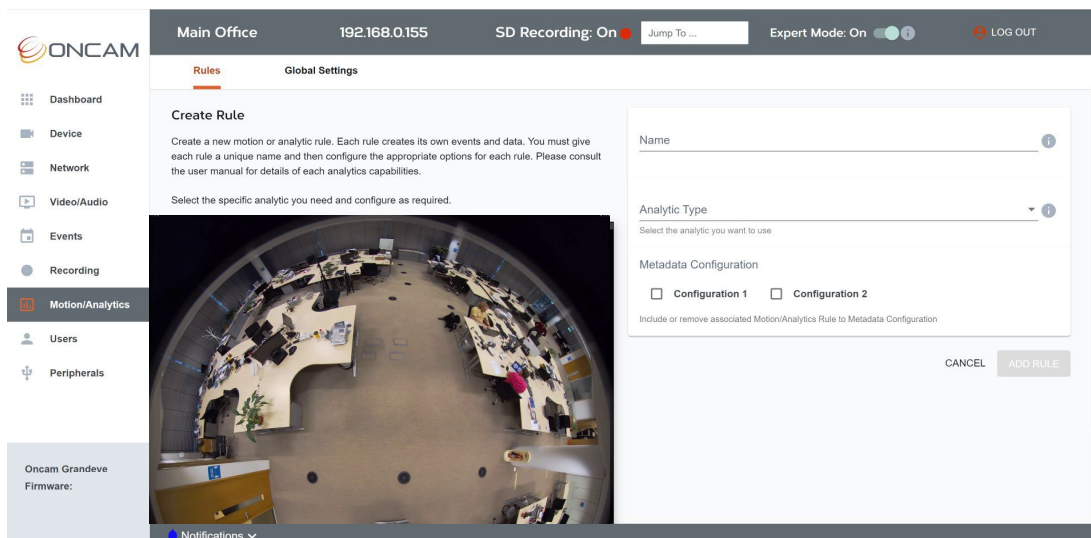 ONCAM
Main Office
192.168.0.155
SD Recording: On
Jump To ...
Expert Mode: On
i
LOG OUT
Rules
Global Settings
Dashboard
Device
Network
Video/Audio
Events
Recording
Motion/Analytics
Users
Peripherals
Oncam Grandeve
Firmware:
Create Rule
Create a new motion or analytic rule. Each rule creates its own events and data. You must give
each rule a unique name and then configure the appropriate options for each rule. Please consult
the user manual for details of each analytics capabilities.
Select the specific analytic you need and configure as required.
Name
i
Analytic Type
i
Select the analytic you want to use
Metadata Configuration
Configuration 1
Configuration 2
Include or remove associated Motion/Analytics Rule to Metadata Configuration
CANCEL
ADD RULE
Notifications